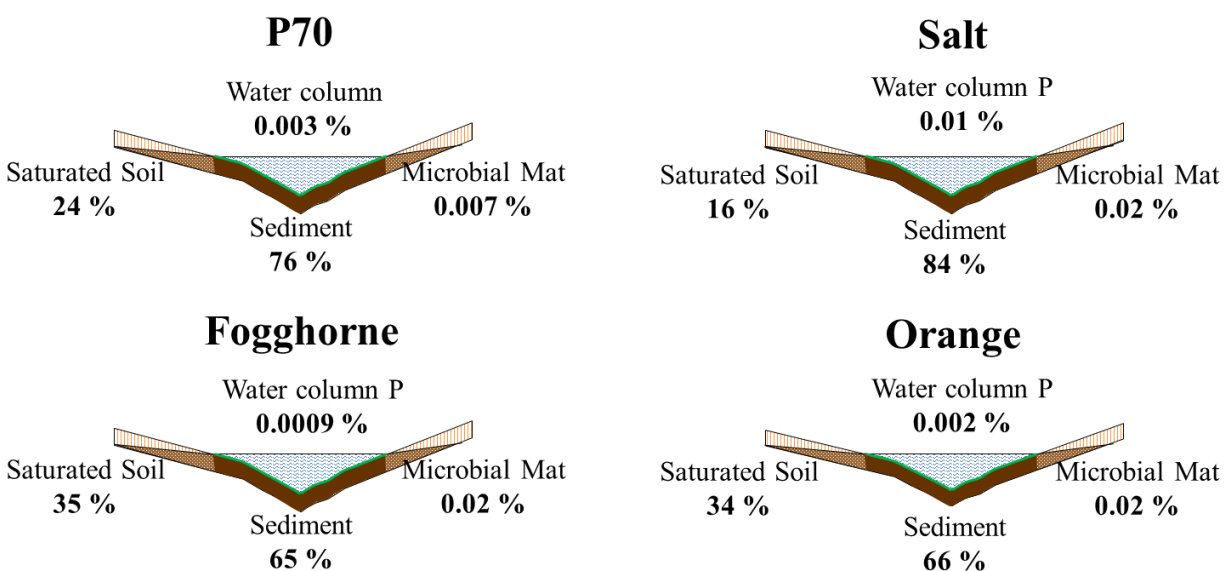 P70
Water column
0.003 %
Saturated Soil
24 %
Microbial Mat
0.007 %
Sediment
76 %
Salt
Water column P
0.01 %
Saturated Soil
16 %
Microbial Mat
0.02 %
Sediment
84 %
Fogghorne
Water column P
0.0009 %
Saturated Soil
35 %
Microbial Mat
0.02 %
Sediment
65 %
Orange
Water column P
0.002 %
Saturated Soil
34 %
Microbial Mat
0.02 %
Sediment
66 %